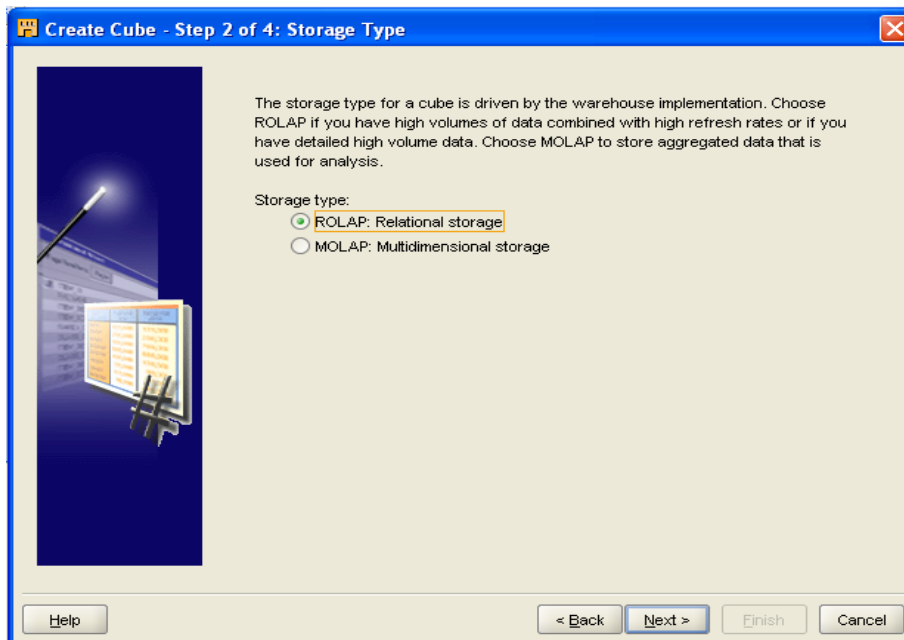 Create Cube - Step 2 of 4: Storage Type
The storage type for a cube is driven by the warehouse implementation. Choose
ROLAP if you have high volumes of data combined with high refresh rates or if you
have detailed high volume data. Choose MOLAP to store aggregated data that is
used for analysis.
Storage type:
ROLAP: Relational storage
MOLAP: Multidimensional storage
Help
< Back
Next >
Finish
Cancel